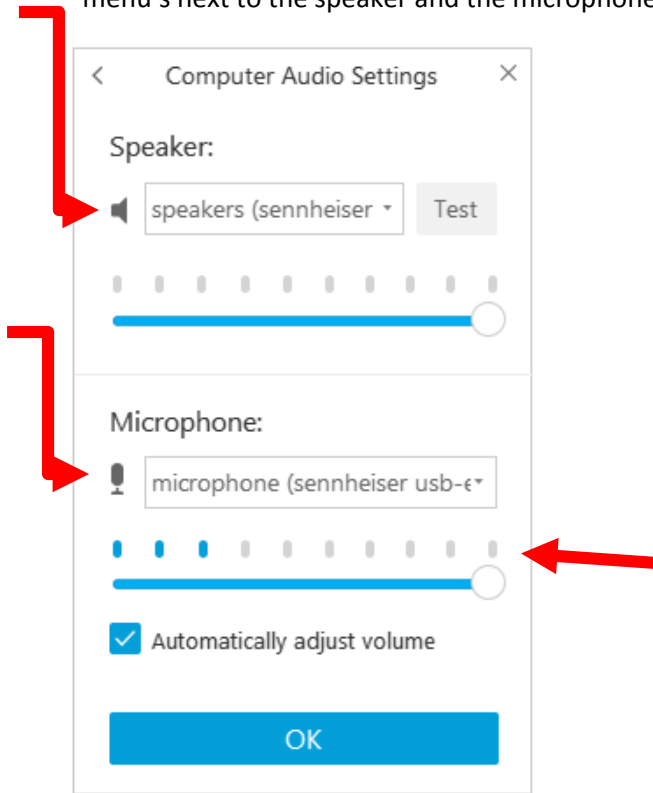 menu's next to the speaker and the microphone
Computer Audio Settings
Speaker:
speakers (sennheiser
Test
Microphone:
microphone (sennheiser usb-e
Automatically adjust volume
OK